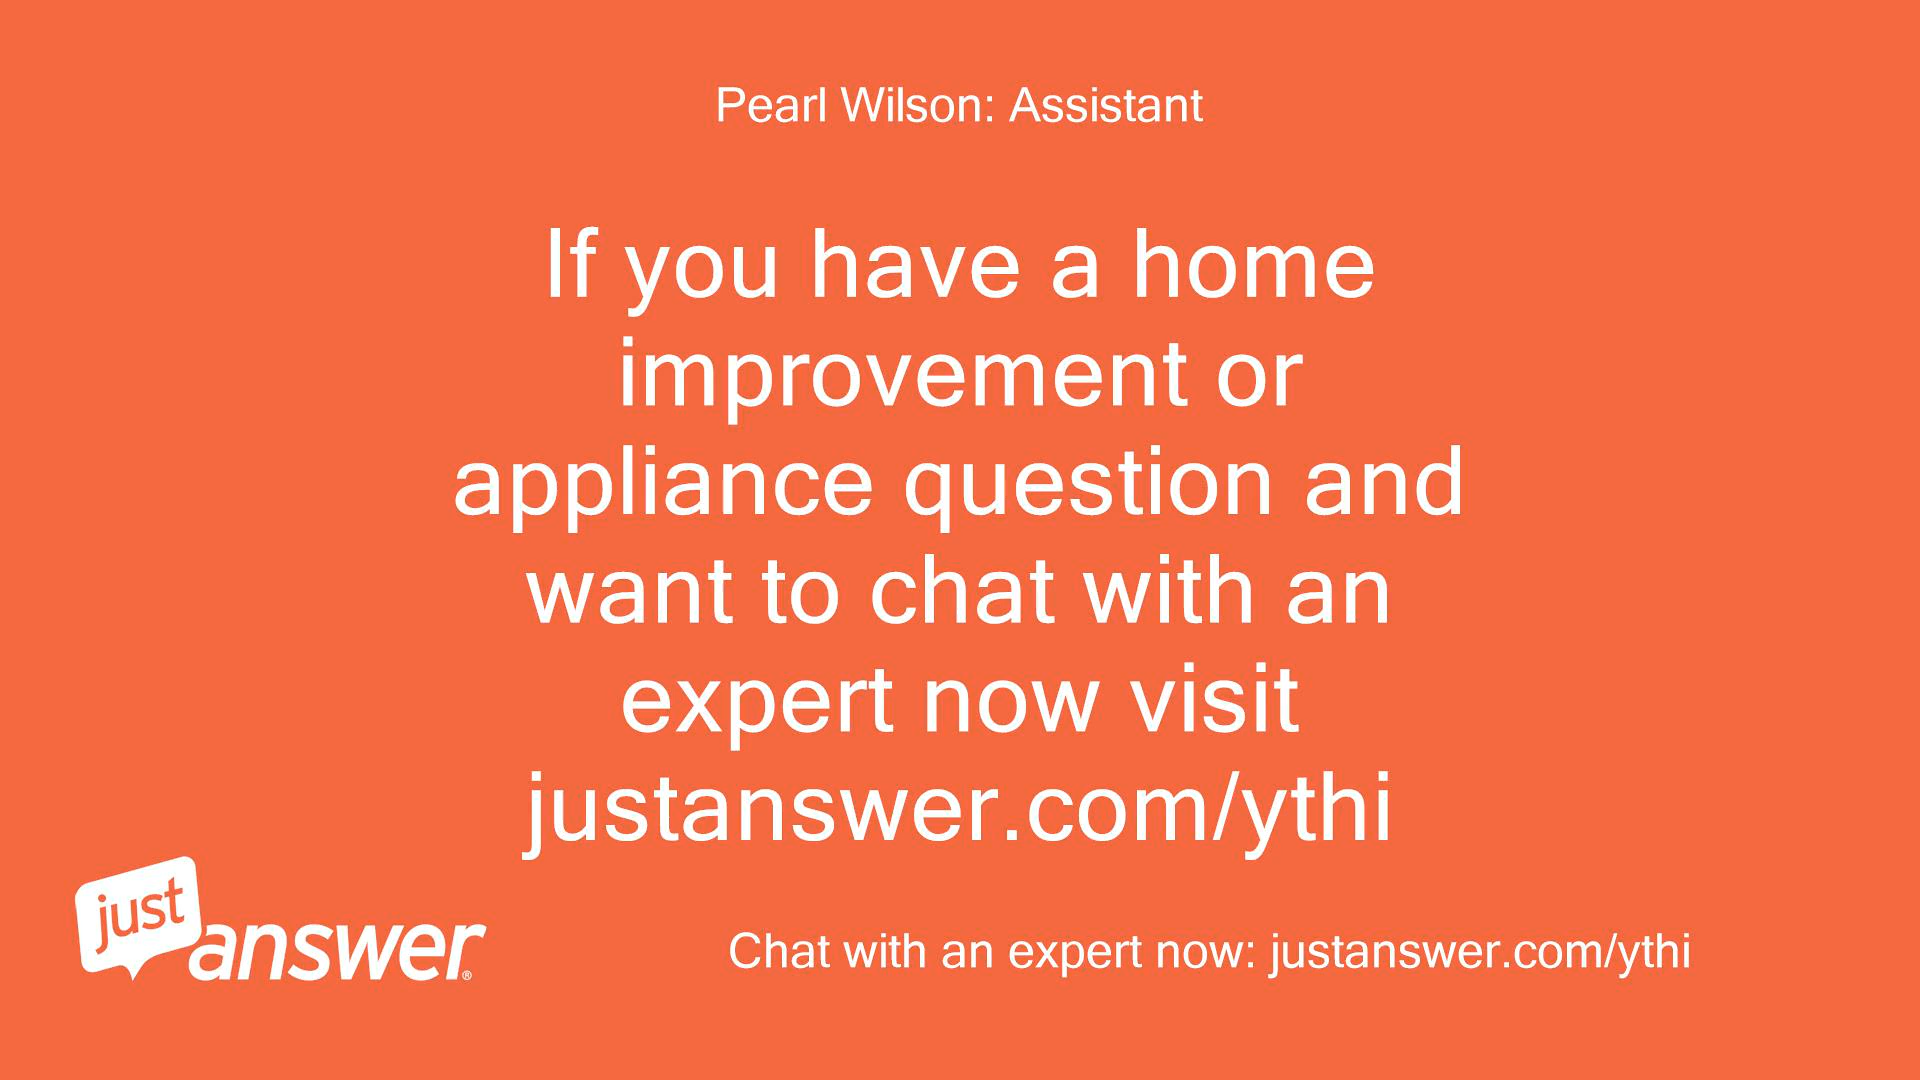 Pearl Wilson: Assistant
If you have a home
improvement or
appliance question and
want to chat with an
expert now visit
justanswer.com/ythi
just
answer®
Chat with an expert now: justanswer.com/ythi